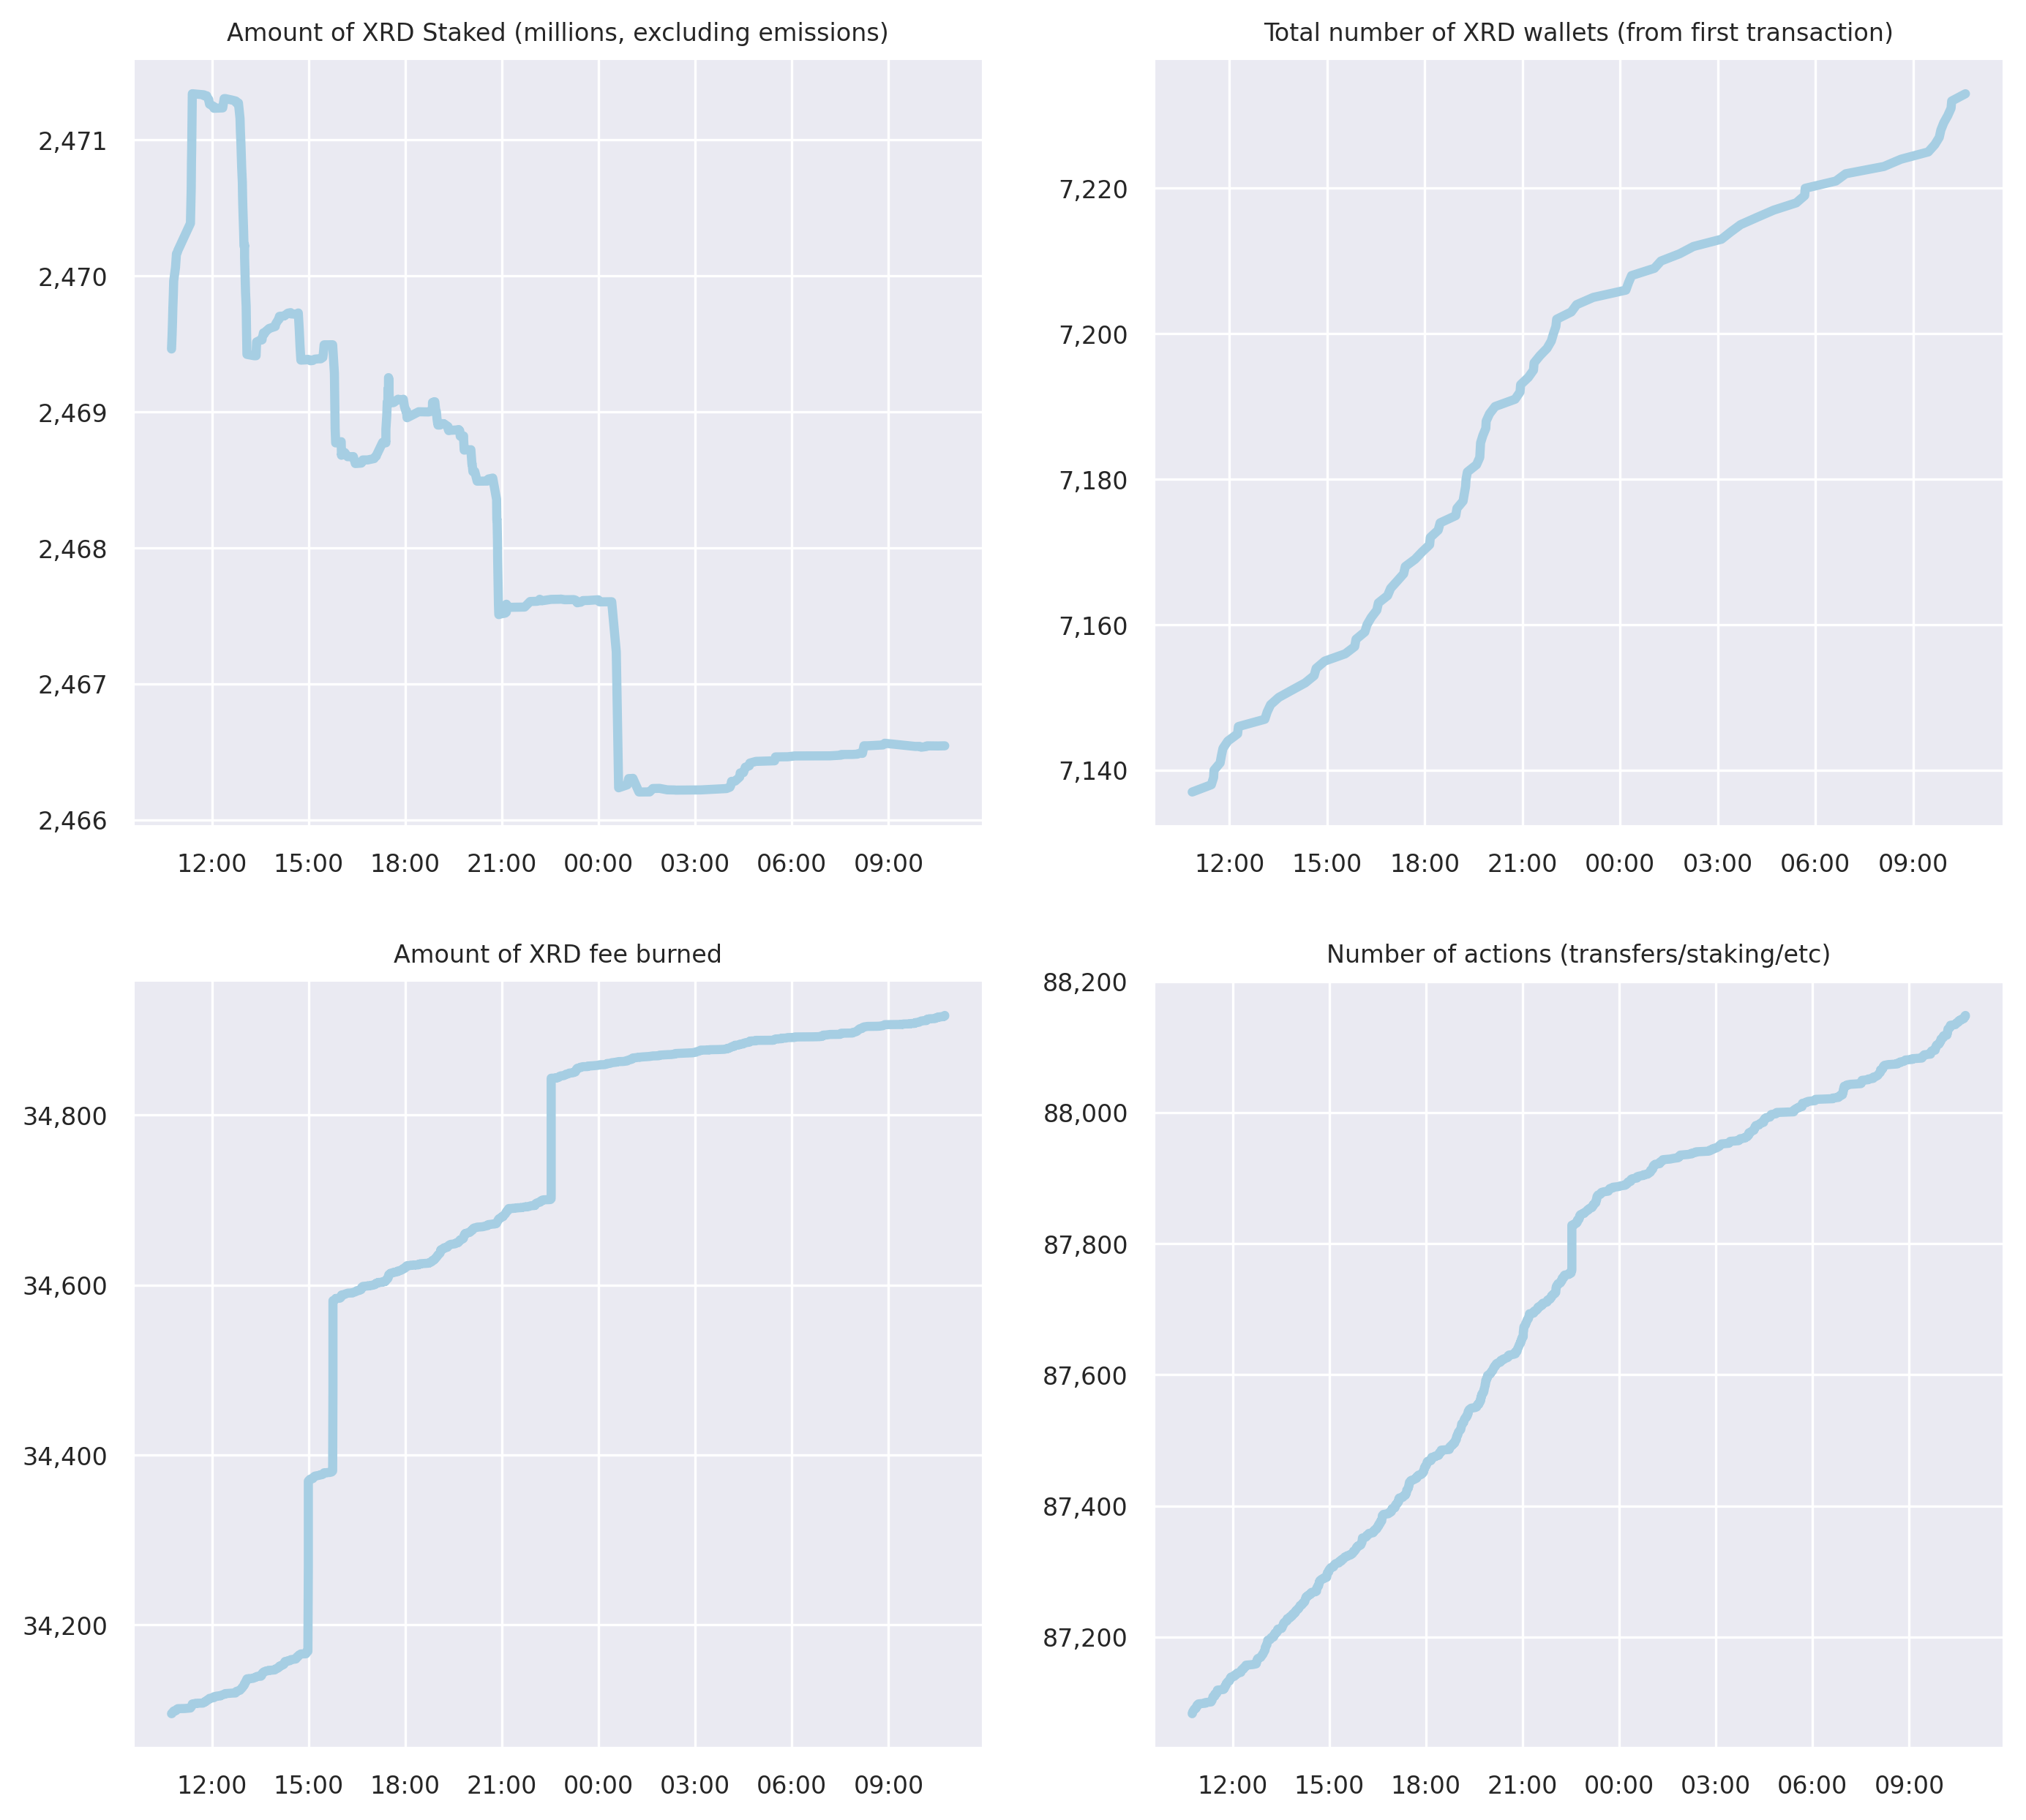 Amount of XRD Staked (millions, excluding emissions)
2,471
2,470
2,469
2,468
2,467
2,466
12:00 15:00 18:00 21:00 00:00 03:00 06:00 09:00
Total number of XRD wallets (from first transaction)
7,220
7,200
7,180
7,160
7,140
12:00 15:00 18:00 21:00 00:00 03:00 06:00 09:00
Amount of XRD fee burned
34,800
34,600
34,400
34,200
12:00 15:00 18:00 21:00 00:00 03:00 06:00 09:00
Number of actions (transfers/staking/etc)
88,200
88,000
87,800
87,600
87,400
87,200
12:00 15:00 18:00 21:00 00:00 03:00 06:00 09:00